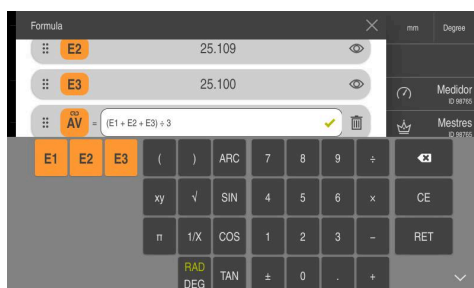 Formula
mm Degree
E2 25.109
E3 25.100
Medidor
ID 98765
AV = (E1 + E2 + E3) ÷ 3
Mestres
ID 98765
E1 E2 E3 ( ) ARC 7 8 9 ÷
xy √ SIN 4 5 6 × CE
π 1/X COS 1 2 3 − RET
RAD
DEG TAN ± 0 . +